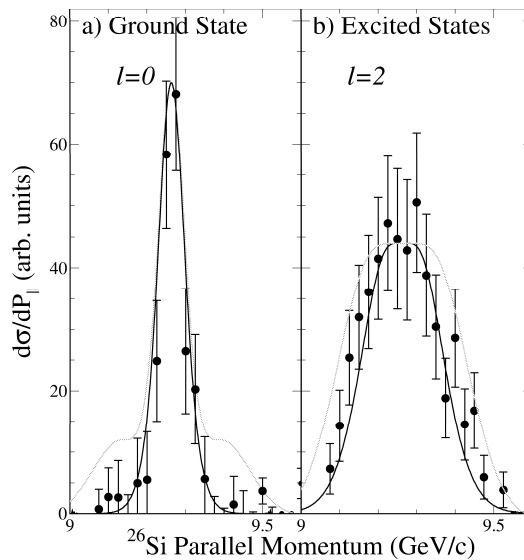 a) Ground State
b) Excited States
l=0
l=2
80
60
40
20
0
dσ/dP∥ (arb. units)
9
9.5
9
9.5
²⁶Si Parallel Momentum (GeV/c)